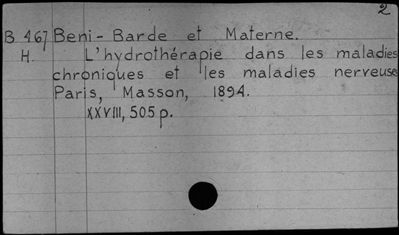 2
B. 467 Beni-Barde et Materne.
H. L'hydrothérapie dans les maladies
chroniques et les maladies nerveuses
Paris, Masson, 1894.
XXVIII, 505 p.